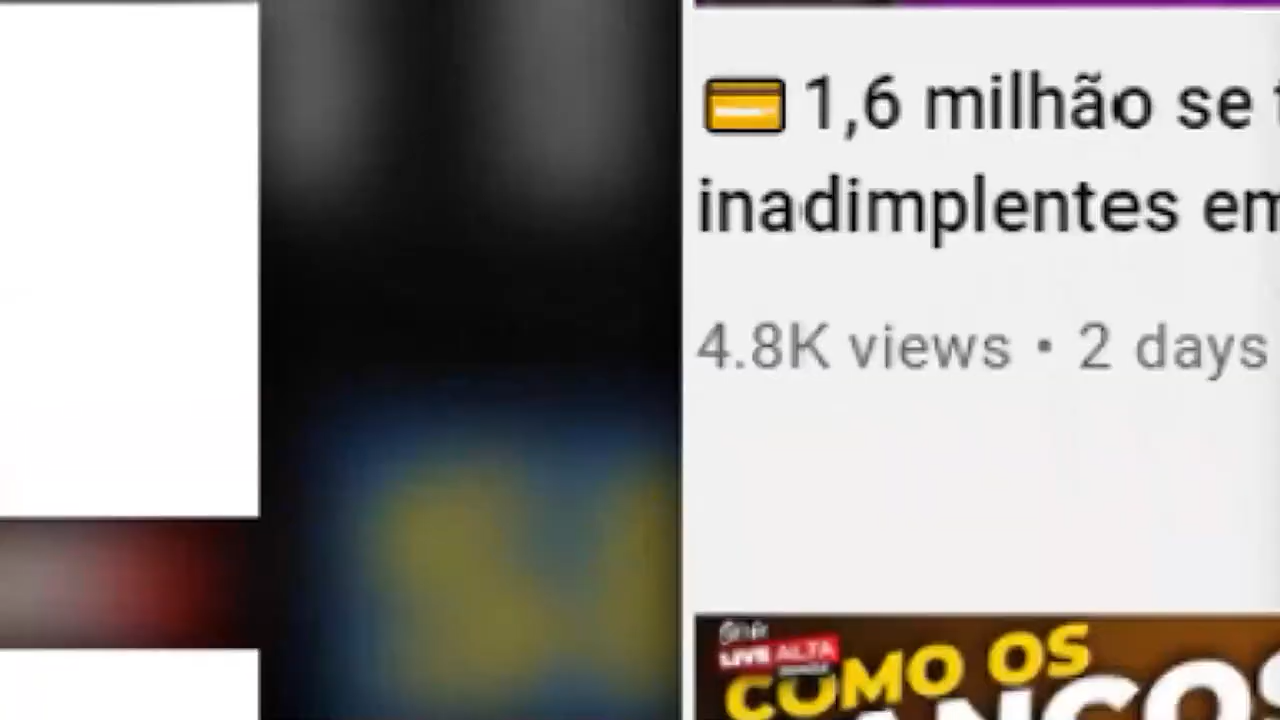 1,6 milhão se
inadimplentes em
4.8K views • 2 days
LIVE ALTA
COMO OS